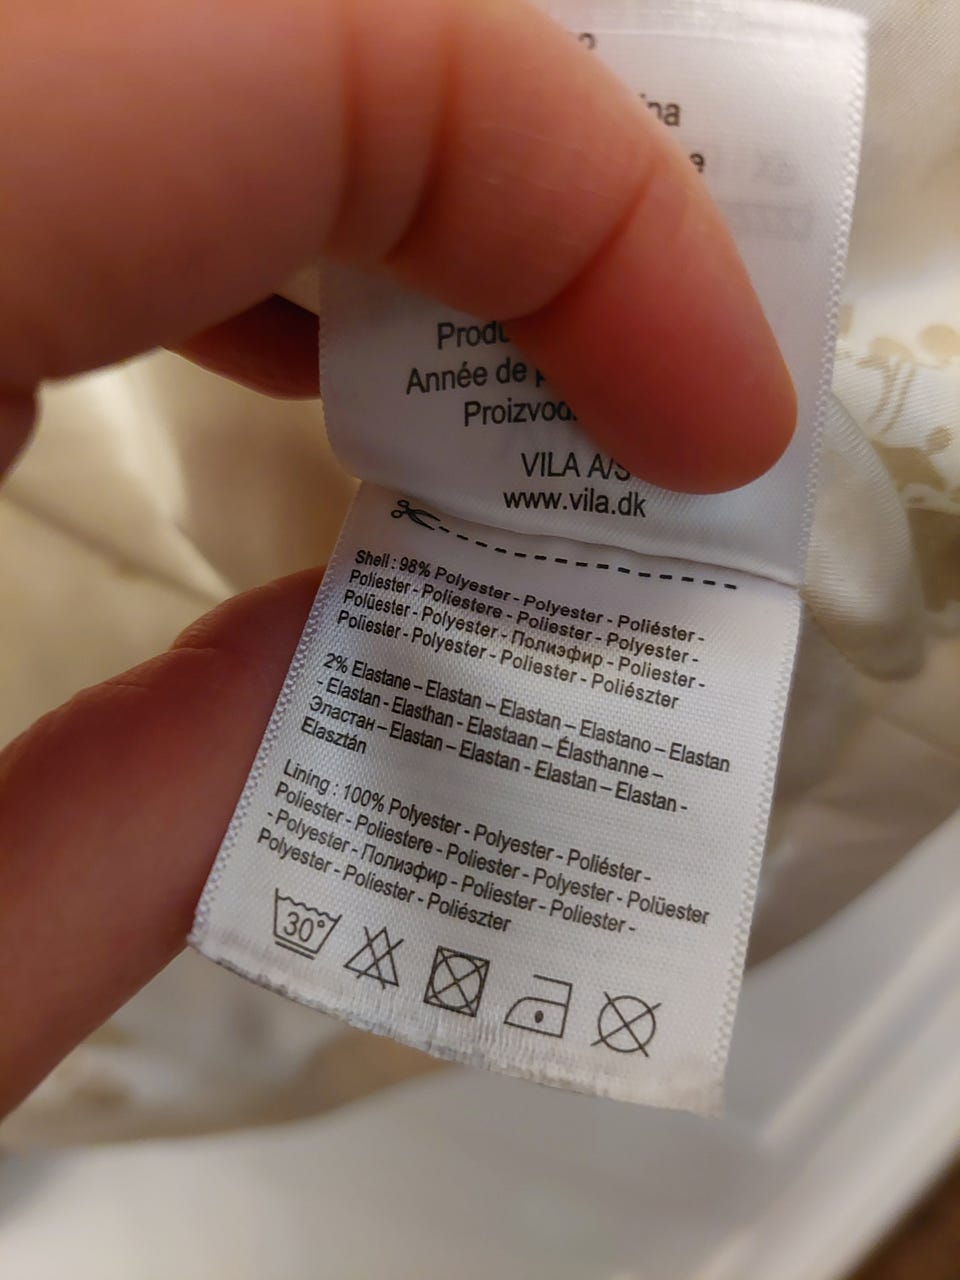 Année de
VILA A/S
www.vila.dk
Shell : 98% Polyester - Polyester - Poliéster -
Poliester - Poliestere - Poliester - Polyester -
Polüester - Polyester - Полиэфир - Poliester -
Poliester - Polyester - Poliester - Poliészter
2% Elastane – Elastan – Elastan – Elastano – Elastan
- Elastan - Elasthan - Elastaan – Élasthanne –
Эластан – Elastan – Elastan - Elastan – Elastan -
Elasztán
Lining : 100% Polyester - Polyester - Poliéster -
Poliester - Poliestere - Poliester - Polyester - Polüester
- Polyester - Полиэфир - Poliester - Poliester -
Polyester - Poliester - Poliészter
30°